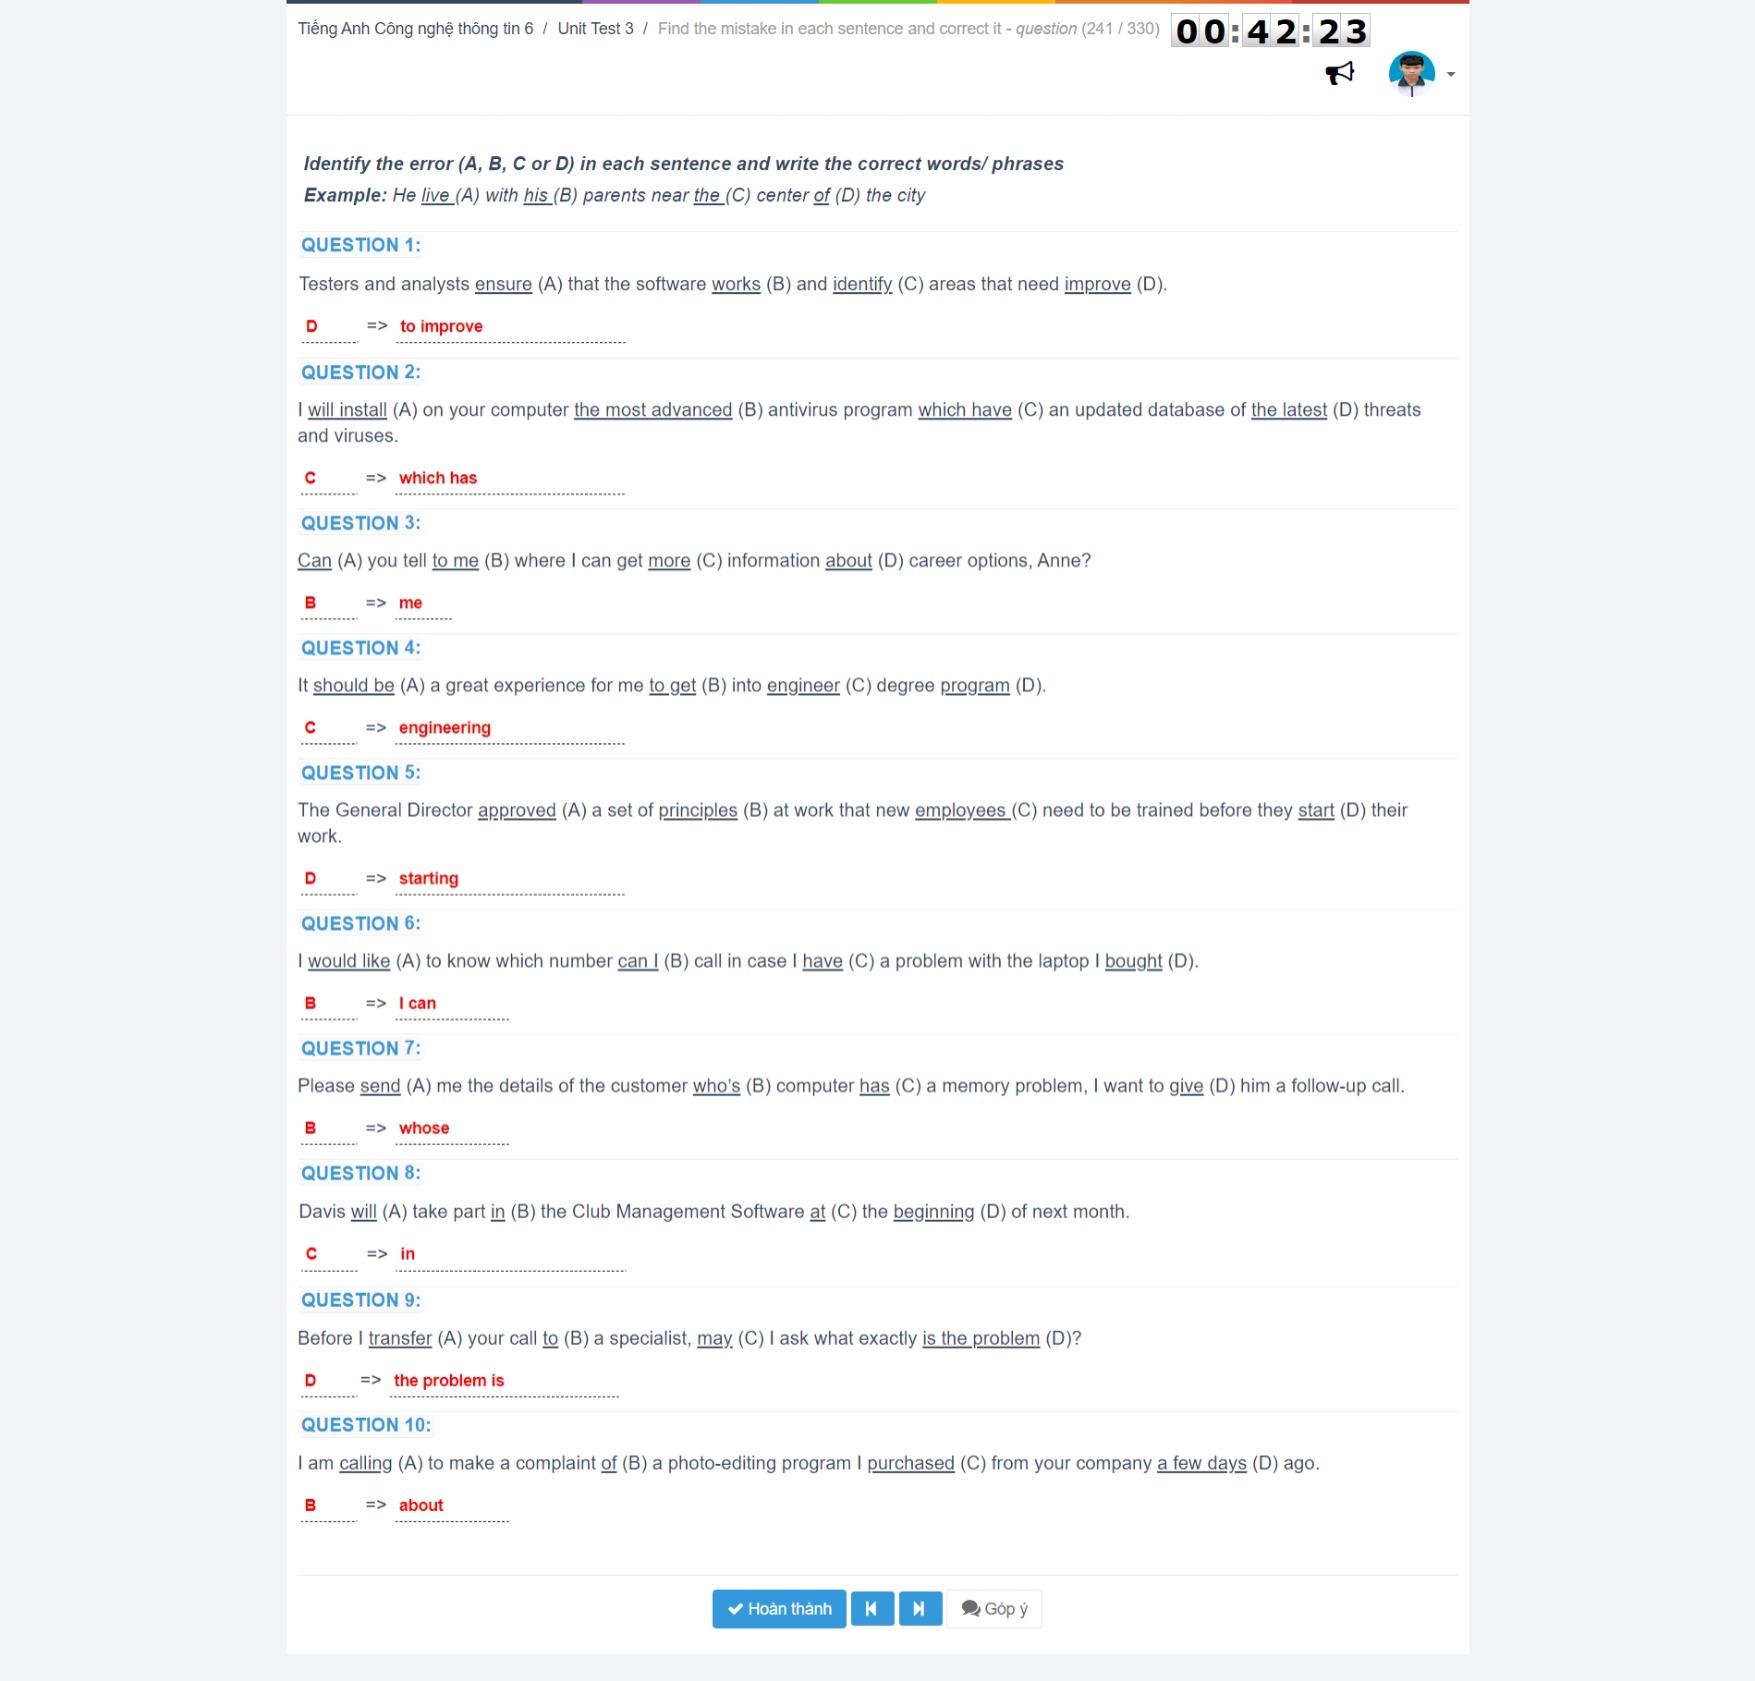 Tiếng Anh Công nghệ thông tin 6 / Unit Test 3 / Find the mistake in each sentence and correct it - question (241 / 330) 00:42:23
Identify the error (A, B, C or D) in each sentence and write the correct words/ phrases
Example: He live (A) with his (B) parents near the (C) center of (D) the city
QUESTION 1:
Testers and analysts ensure (A) that the software works (B) and identify (C) areas that need improve (D).
D => to improve
QUESTION 2:
I will install (A) on your computer the most advanced (B) antivirus program which have (C) an updated database of the latest (D) threats
and viruses.
C => which has
QUESTION 3:
Can (A) you tell to me (B) where I can get more (C) information about (D) career options, Anne?
B => me
QUESTION 4:
It should be (A) a great experience for me to get (B) into engineer (C) degree program (D).
C => engineering
QUESTION 5:
The General Director approved (A) a set of principles (B) at work that new employees (C) need to be trained before they start (D) their
work.
D => starting
QUESTION 6:
I would like (A) to know which number can I (B) call in case I have (C) a problem with the laptop I bought (D).
B => I can
QUESTION 7:
Please send (A) me the details of the customer who's (B) computer has (C) a memory problem, I want to give (D) him a follow-up call.
B => whose
QUESTION 8:
Davis will (A) take part in (B) the Club Management Software at (C) the beginning (D) of next month.
C => in
QUESTION 9:
Before I transfer (A) your call to (B) a specialist, may (C) I ask what exactly is the problem (D)?
D => the problem is
QUESTION 10:
I am calling (A) to make a complaint of (B) a photo-editing program I purchased (C) from your company a few days (D) ago.
B => about
Hoàn thành Góp ý